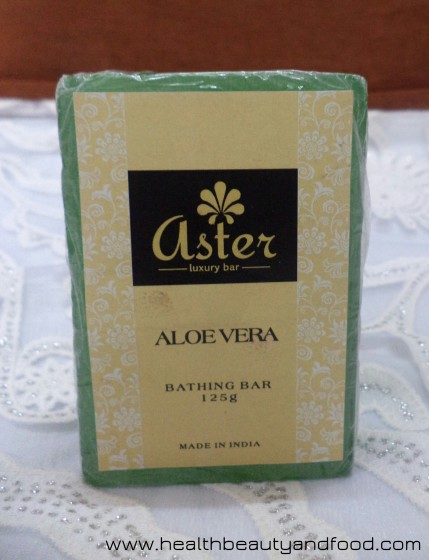 aster
luxury bar
ALOE VERA
BATHING BAR
125g
MADE IN INDIA
www.healthbeautyandfood.com